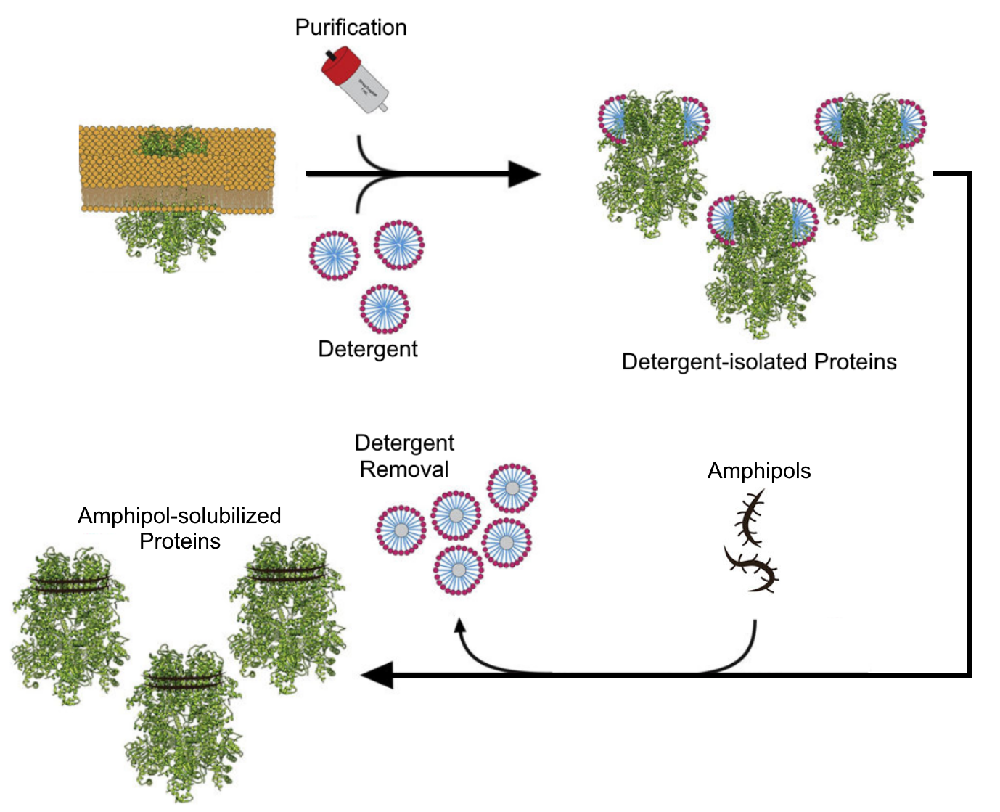 Purification
Detergent
Detergent-isolated Proteins
Detergent
Removal
Amphipols
Amphipol-solubilized
Proteins